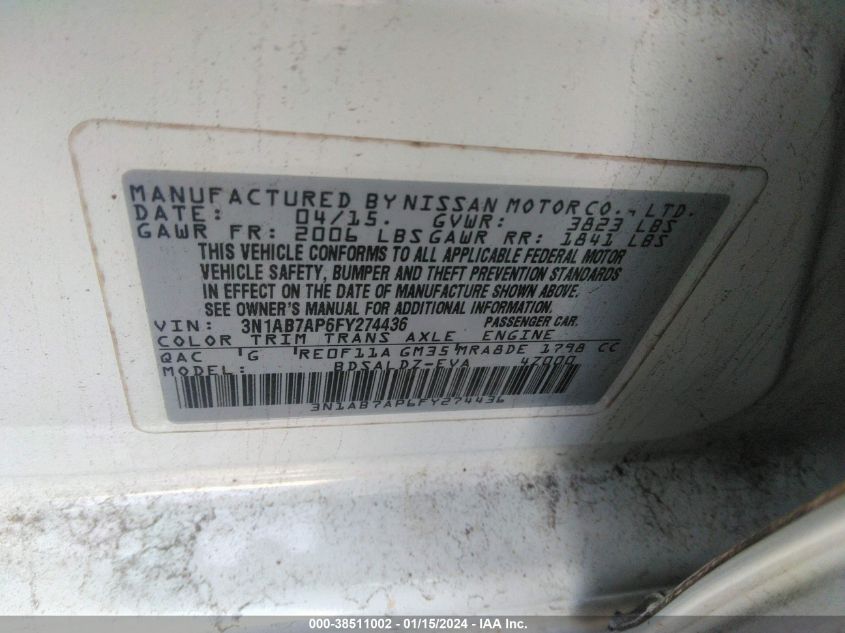 MANUFACTURED BY NISSAN MOTOR CO., LTD.
DATE: 04/15. GVWR: 3823 LBS
GAWR FR: 2006 LBS GAWR RR: 1841 LBS
THIS VEHICLE CONFORMS TO ALL APPLICABLE FEDERAL MOTOR
VEHICLE SAFETY, BUMPER AND THEFT PREVENTION STANDARDS
IN EFFECT ON THE DATE OF MANUFACTURE SHOWN ABOVE.
SEE OWNER'S MANUAL FOR ADDITIONAL INFORMATION.
VIN: 3N1AB7AP6FY274436 PASSENGER CAR.
COLOR TRIM TRANS AXLE ENGINE
QAC G RE0F11A GM35 MRA8DE 1798 CC
MODEL: BDSALDZ-EVA 47000
3N1AB7AP6FY274436
000-38511002 - 01/15/2024 - IAA Inc.